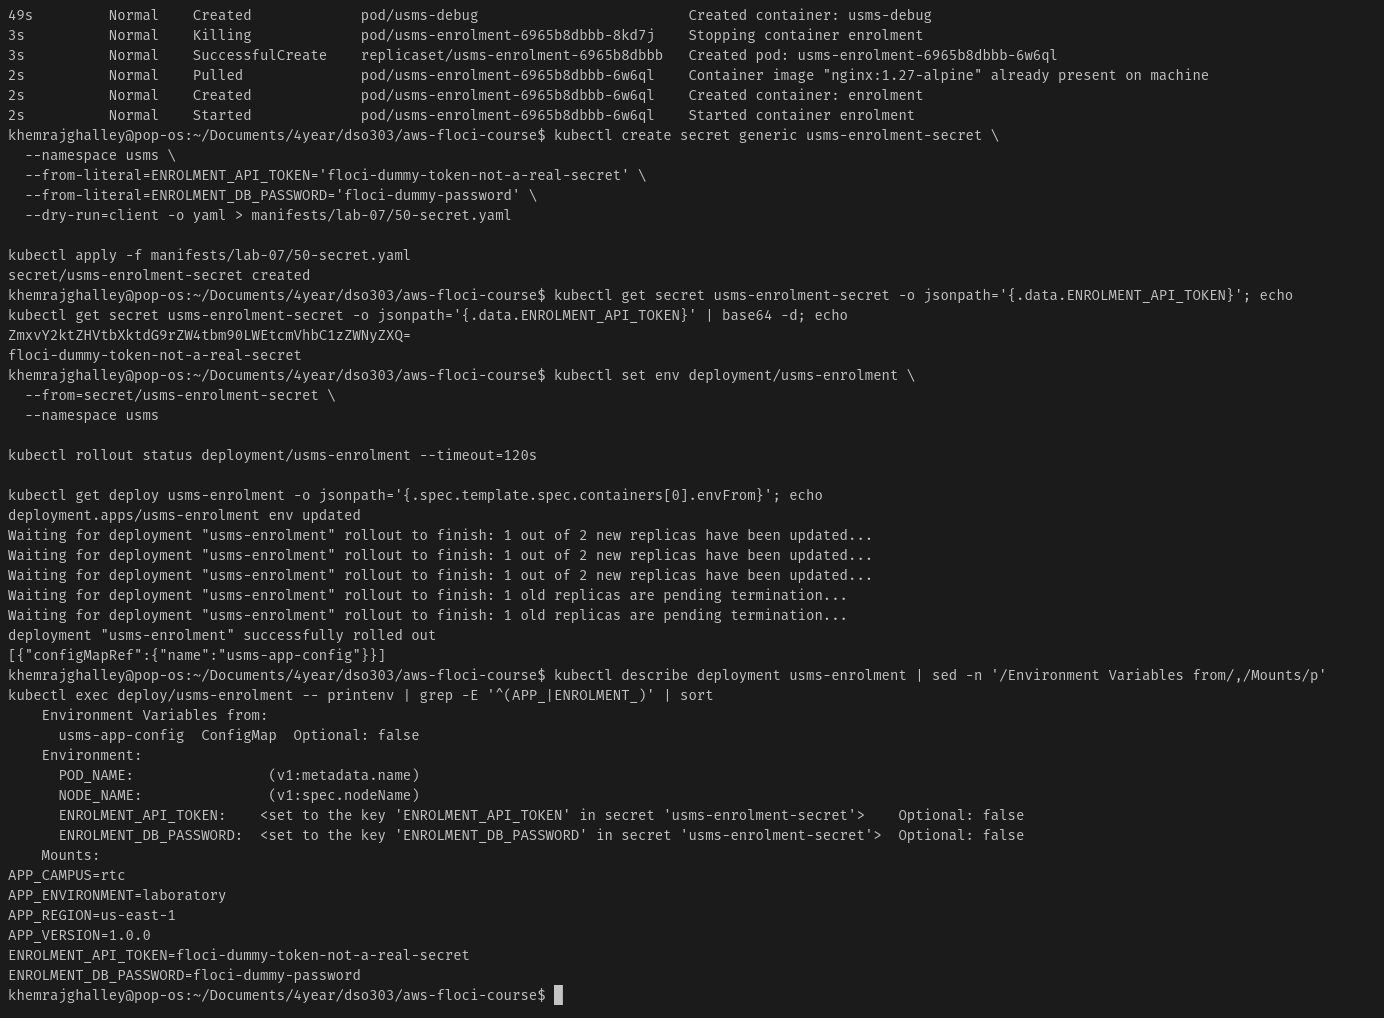 49s         Normal    Created             pod/usms-debug                         Created container: usms-debug
3s          Normal    Killing             pod/usms-enrolment-6965b8dbbb-8kd7j    Stopping container enrolment
3s          Normal    SuccessfulCreate    replicaset/usms-enrolment-6965b8dbbb   Created pod: usms-enrolment-6965b8dbbb-6w6ql
2s          Normal    Pulled              pod/usms-enrolment-6965b8dbbb-6w6ql    Container image "nginx:1.27-alpine" already present on machine
2s          Normal    Created             pod/usms-enrolment-6965b8dbbb-6w6ql    Created container: enrolment
2s          Normal    Started             pod/usms-enrolment-6965b8dbbb-6w6ql    Started container enrolment
khemrajghalley@pop-os:~/Documents/4year/dso303/aws-floci-course$ kubectl create secret generic usms-enrolment-secret \
  --namespace usms \
  --from-literal=ENROLMENT_API_TOKEN='floci-dummy-token-not-a-real-secret' \
  --from-literal=ENROLMENT_DB_PASSWORD='floci-dummy-password' \
  --dry-run=client -o yaml > manifests/lab-07/50-secret.yaml

kubectl apply -f manifests/lab-07/50-secret.yaml
secret/usms-enrolment-secret created
khemrajghalley@pop-os:~/Documents/4year/dso303/aws-floci-course$ kubectl get secret usms-enrolment-secret -o jsonpath='{.data.ENROLMENT_API_TOKEN}'; echo
kubectl get secret usms-enrolment-secret -o jsonpath='{.data.ENROLMENT_API_TOKEN}' | base64 -d; echo
ZmxvY2ktZHVtbXktdG9rZW4tbm90LWEtcmVhbC1zZWNyZXQ=
floci-dummy-token-not-a-real-secret
khemrajghalley@pop-os:~/Documents/4year/dso303/aws-floci-course$ kubectl set env deployment/usms-enrolment \
  --from=secret/usms-enrolment-secret \
  --namespace usms

kubectl rollout status deployment/usms-enrolment --timeout=120s

kubectl get deploy usms-enrolment -o jsonpath='{.spec.template.spec.containers[0].envFrom}'; echo
deployment.apps/usms-enrolment env updated
Waiting for deployment "usms-enrolment" rollout to finish: 1 out of 2 new replicas have been updated...
Waiting for deployment "usms-enrolment" rollout to finish: 1 out of 2 new replicas have been updated...
Waiting for deployment "usms-enrolment" rollout to finish: 1 out of 2 new replicas have been updated...
Waiting for deployment "usms-enrolment" rollout to finish: 1 old replicas are pending termination...
Waiting for deployment "usms-enrolment" rollout to finish: 1 old replicas are pending termination...
deployment "usms-enrolment" successfully rolled out
[{"configMapRef":{"name":"usms-app-config"}}]
khemrajghalley@pop-os:~/Documents/4year/dso303/aws-floci-course$ kubectl describe deployment usms-enrolment | sed -n '/Environment Variables from/,/Mounts/p'
kubectl exec deploy/usms-enrolment -- printenv | grep -E '^(APP_|ENROLMENT_)' | sort
    Environment Variables from:
      usms-app-config  ConfigMap  Optional: false
    Environment:
      POD_NAME:                (v1:metadata.name)
      NODE_NAME:               (v1:spec.nodeName)
      ENROLMENT_API_TOKEN:    <set to the key 'ENROLMENT_API_TOKEN' in secret 'usms-enrolment-secret'>    Optional: false
      ENROLMENT_DB_PASSWORD:  <set to the key 'ENROLMENT_DB_PASSWORD' in secret 'usms-enrolment-secret'>  Optional: false
    Mounts:
APP_CAMPUS=rtc
APP_ENVIRONMENT=laboratory
APP_REGION=us-east-1
APP_VERSION=1.0.0
ENROLMENT_API_TOKEN=floci-dummy-token-not-a-real-secret
ENROLMENT_DB_PASSWORD=floci-dummy-password
khemrajghalley@pop-os:~/Documents/4year/dso303/aws-floci-course$